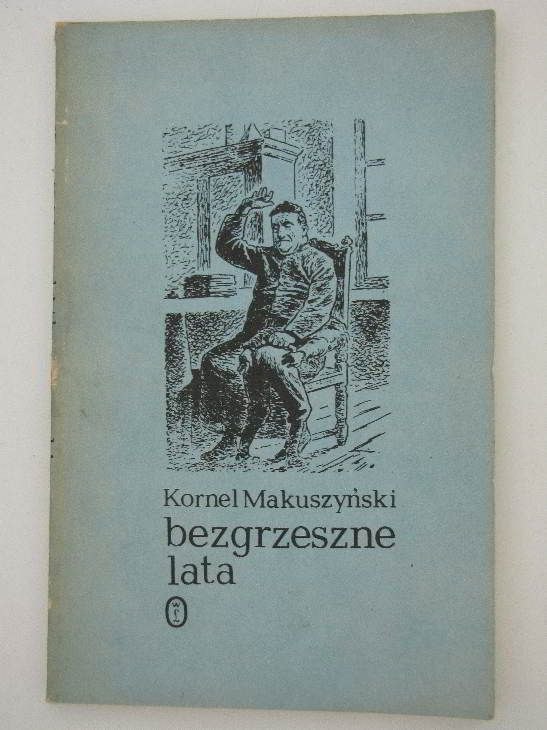 Kornel Makuszyński
bezgrzeszne
lata